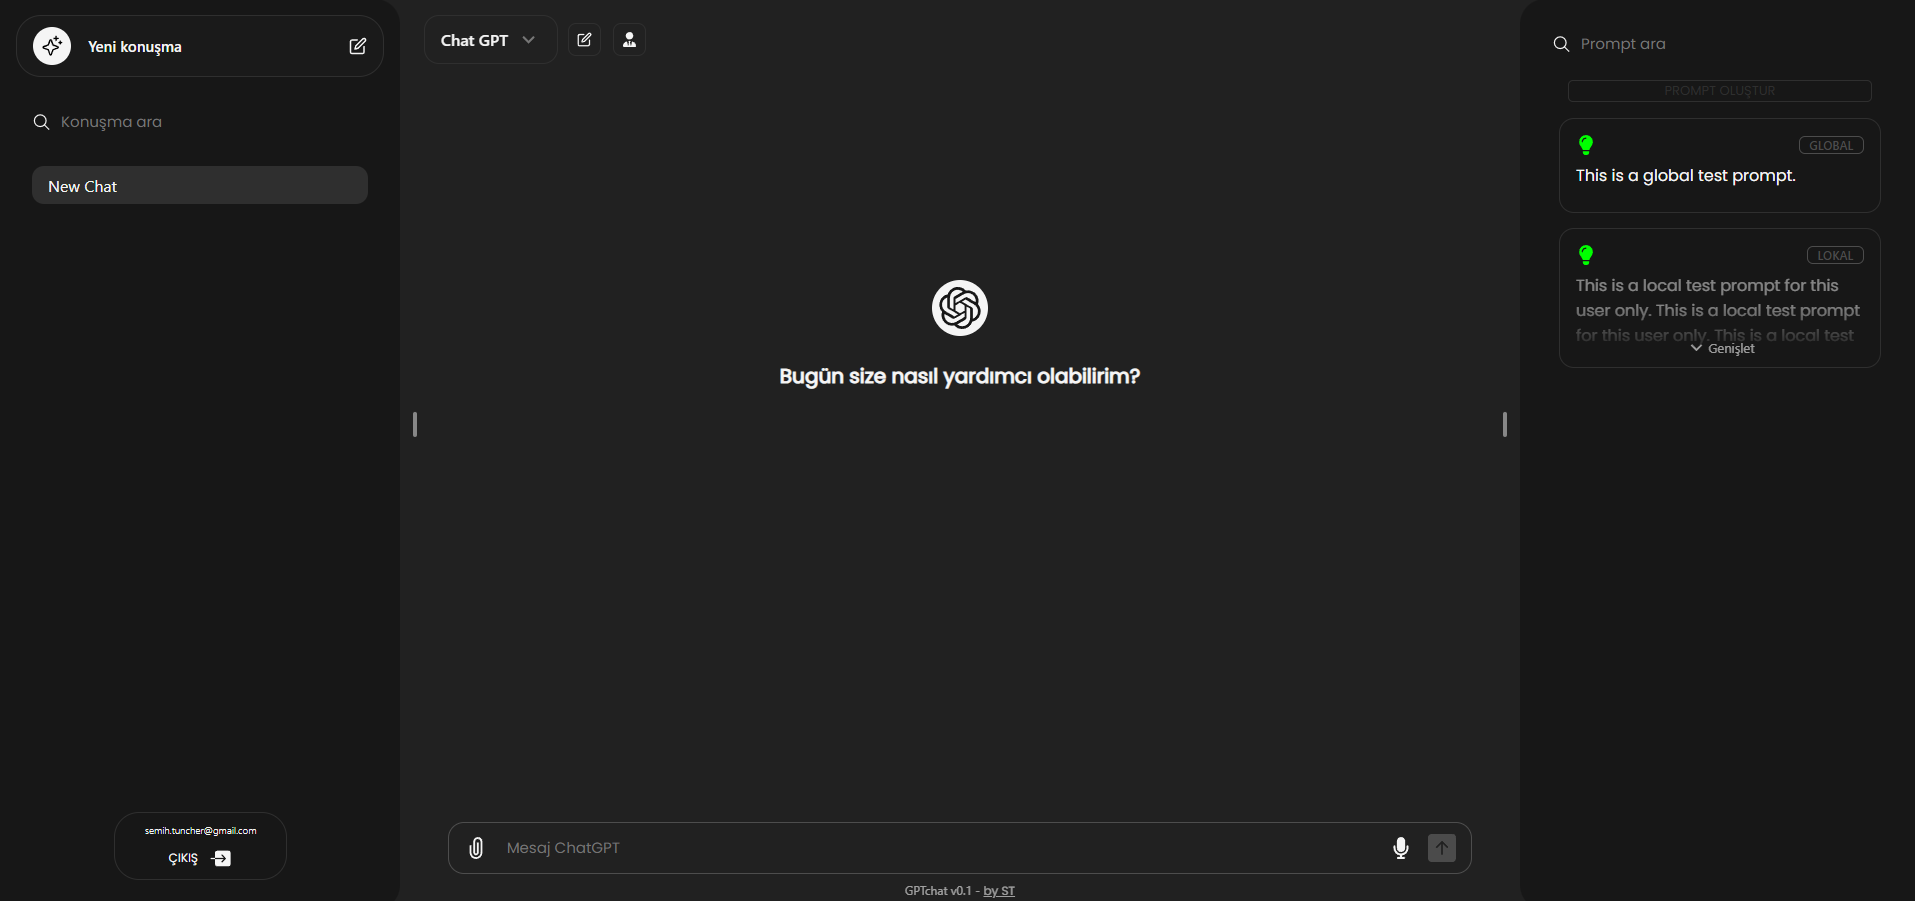 Yeni konuşma
Konuşma ara
New Chat
semih.tuncher@gmail.com
ÇIKIŞ
Chat GPT
Bugün size nasıl yardımcı olabilirim?
Mesaj ChatGPT
GPTchat v0.1 - by ST
Prompt ara
PROMPT OLUŞTUR
GLOBAL
This is a global test prompt.
LOKAL
This is a local test prompt for this
user only. This is a local test prompt
for this user only. This is a local test
Genişlet